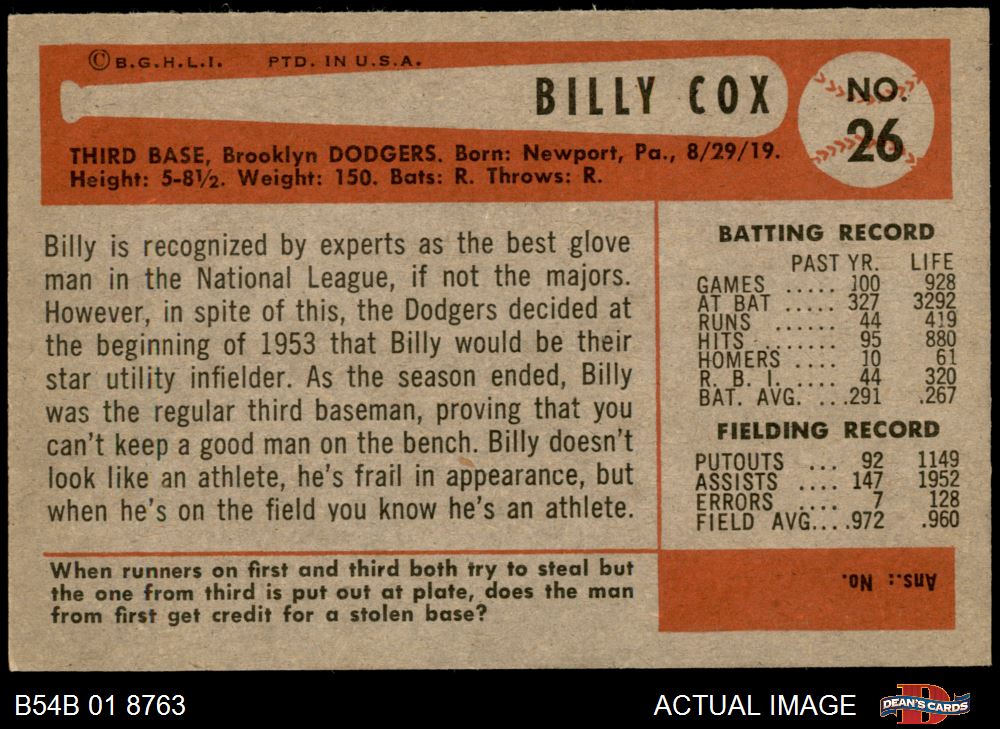 © B.G.H.L.I. PTD. IN U.S.A.
BILLY COX
NO.
26
THIRD BASE, Brooklyn DODGERS. Born: Newport, Pa., 8/29/19.
Height: 5-8½. Weight: 150. Bats: R. Throws: R.
Billy is recognized by experts as the best glove
man in the National League, if not the majors.
However, in spite of this, the Dodgers decided at
the beginning of 1953 that Billy would be their
star utility infielder. As the season ended, Billy
was the regular third baseman, proving that you
can't keep a good man on the bench. Billy doesn't
look like an athlete, he's frail in appearance, but
when he's on the field you know he's an athlete.
BATTING RECORD
PAST YR. LIFE
GAMES ..... 100 928
AT BAT ..... 327 3292
RUNS ...... 44 419
HITS ....... 95 880
HOMERS .... 10 61
R. B. I. .... 44 320
BAT. AVG. ... .291 .267
FIELDING RECORD
PUTOUTS ... 92 1149
ASSISTS .... 147 1952
ERRORS ..... 7 128
FIELD AVG.... .972 .960
When runners on first and third both try to steal but
the one from third is put out at plate, does the man
from first get credit for a stolen base?
Ans.: No.
B54B 01 8763
ACTUAL IMAGE
D
DEAN'S CARDS